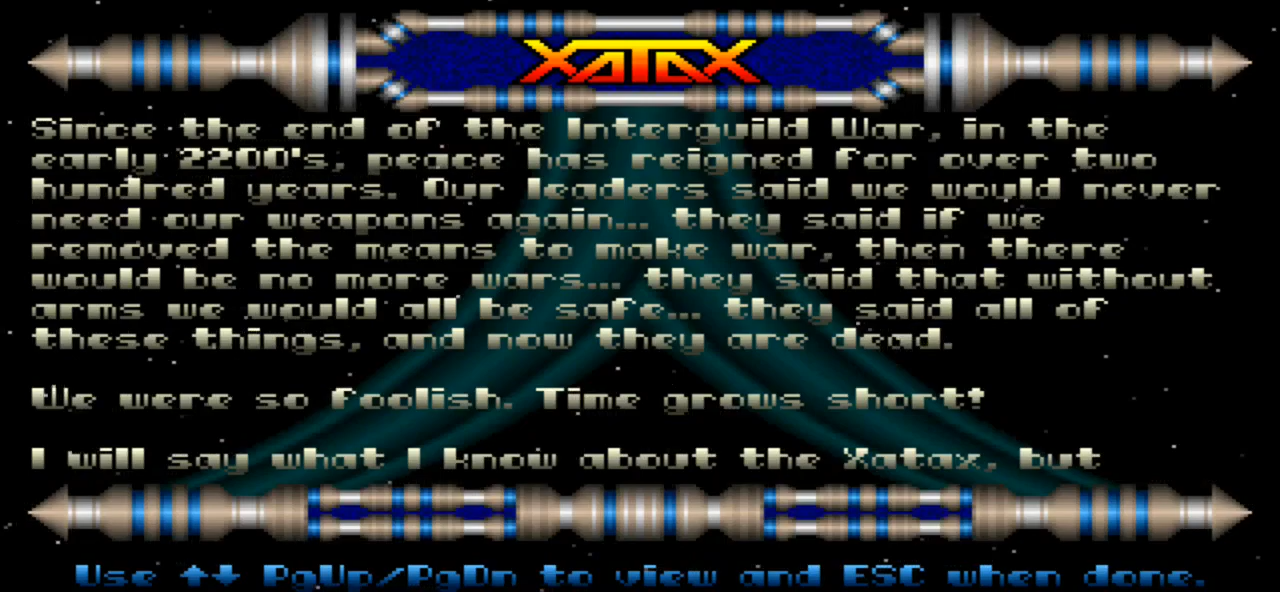 XATAX
Since the end of the Interguild War, in the
early 2200's, peace has reigned for over two
hundred years. Our leaders said we would never
need our weapons again... they said if we
removed the means to make war, then there
would be no more wars... they said that without
arms we would all be safe... they said all of
these things, and now they are dead.
We were so foolish. Time grows short!
I will say what I know about the Xatax, but
Use ↑↓ PgUp/PgDn to view and ESC when done.